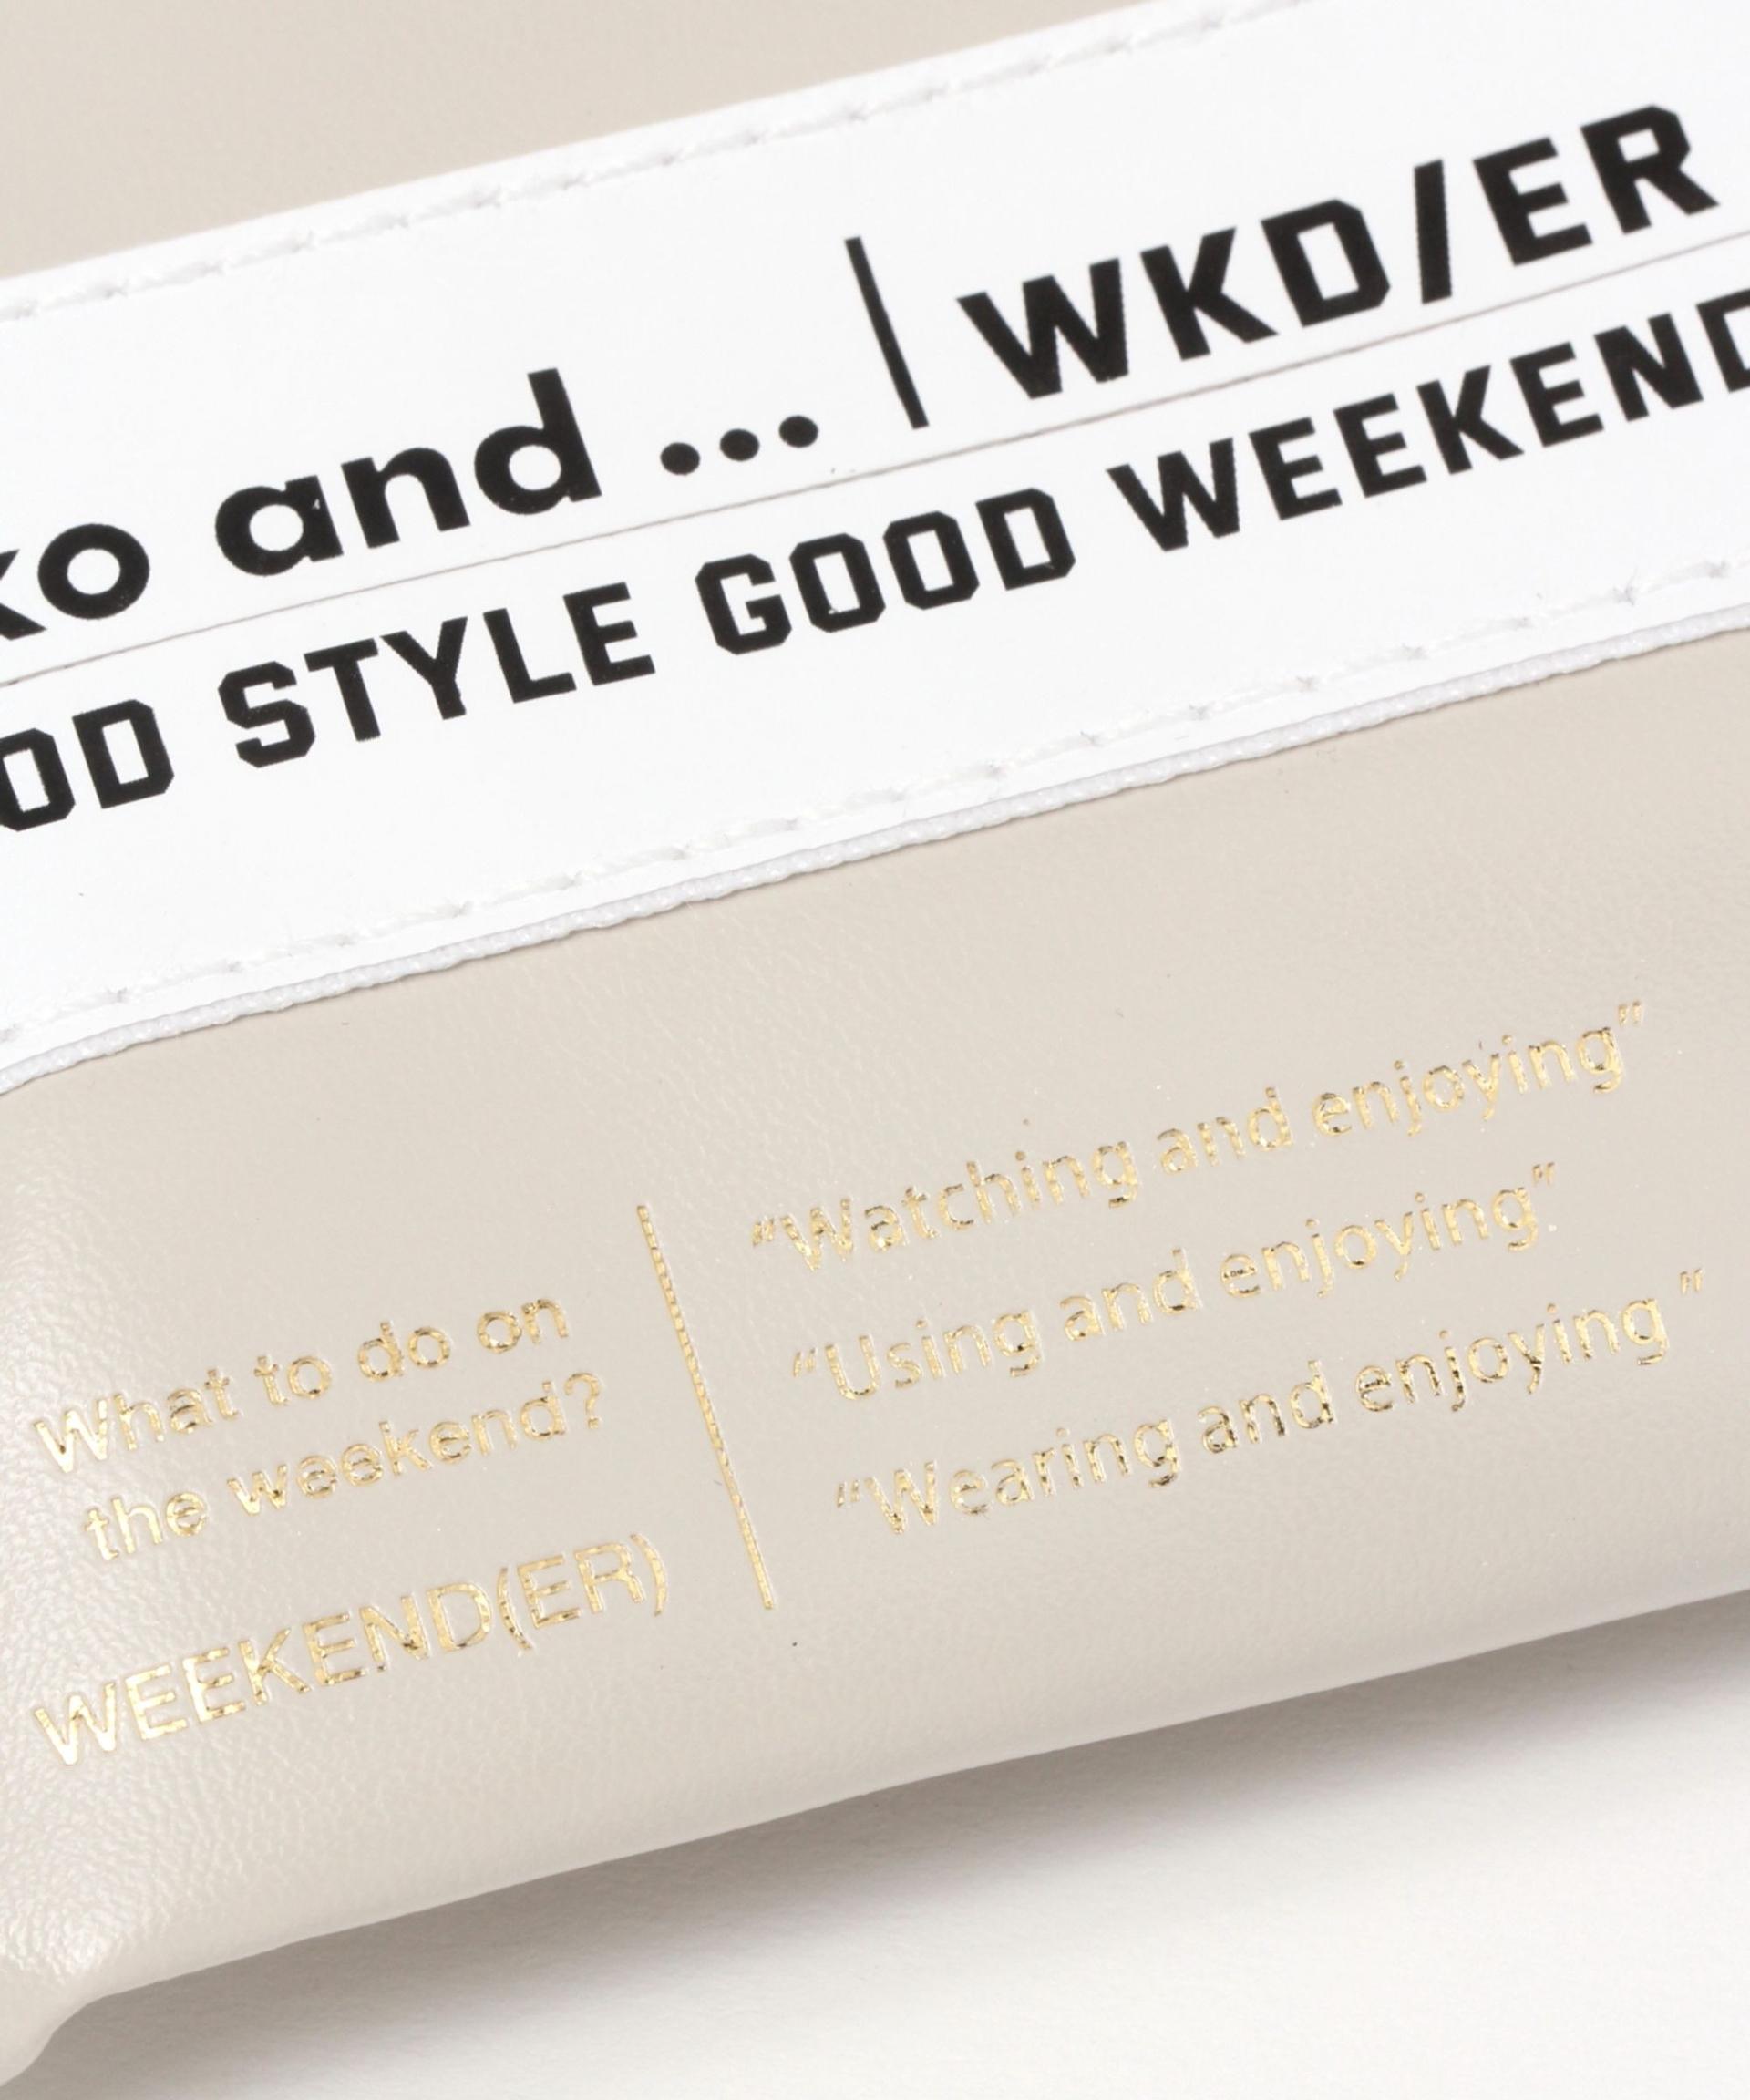 ko and ... | WKD/ER
OD STYLE GOOD WEEKEND
What to do on
the weekend?
WEEKEND(ER)
“Watching and enjoying”
“Using and enjoying”
“Wearing and enjoying ”